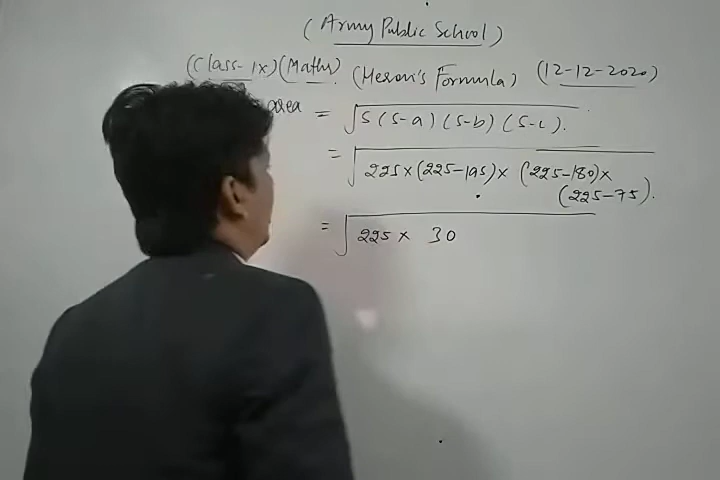 (Army Public School)
(Class-IX) (Maths) (Heron's Formula) (12-12-2020)
area = √s(s-a)(s-b)(s-c).
= √225×(225-195)×(225-180)×
(225-75).
= √225× 30